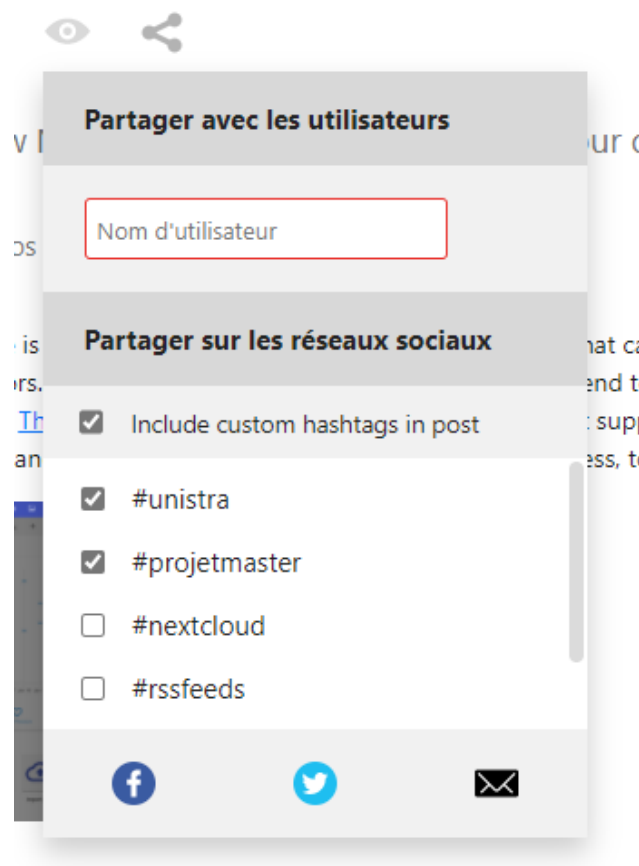 Partager avec les utilisateurs
Nom d'utilisateur
Partager sur les réseaux sociaux
is
Include custom hashtags in post
#unistra
#projetmaster
#nextcloud
#rssfeeds